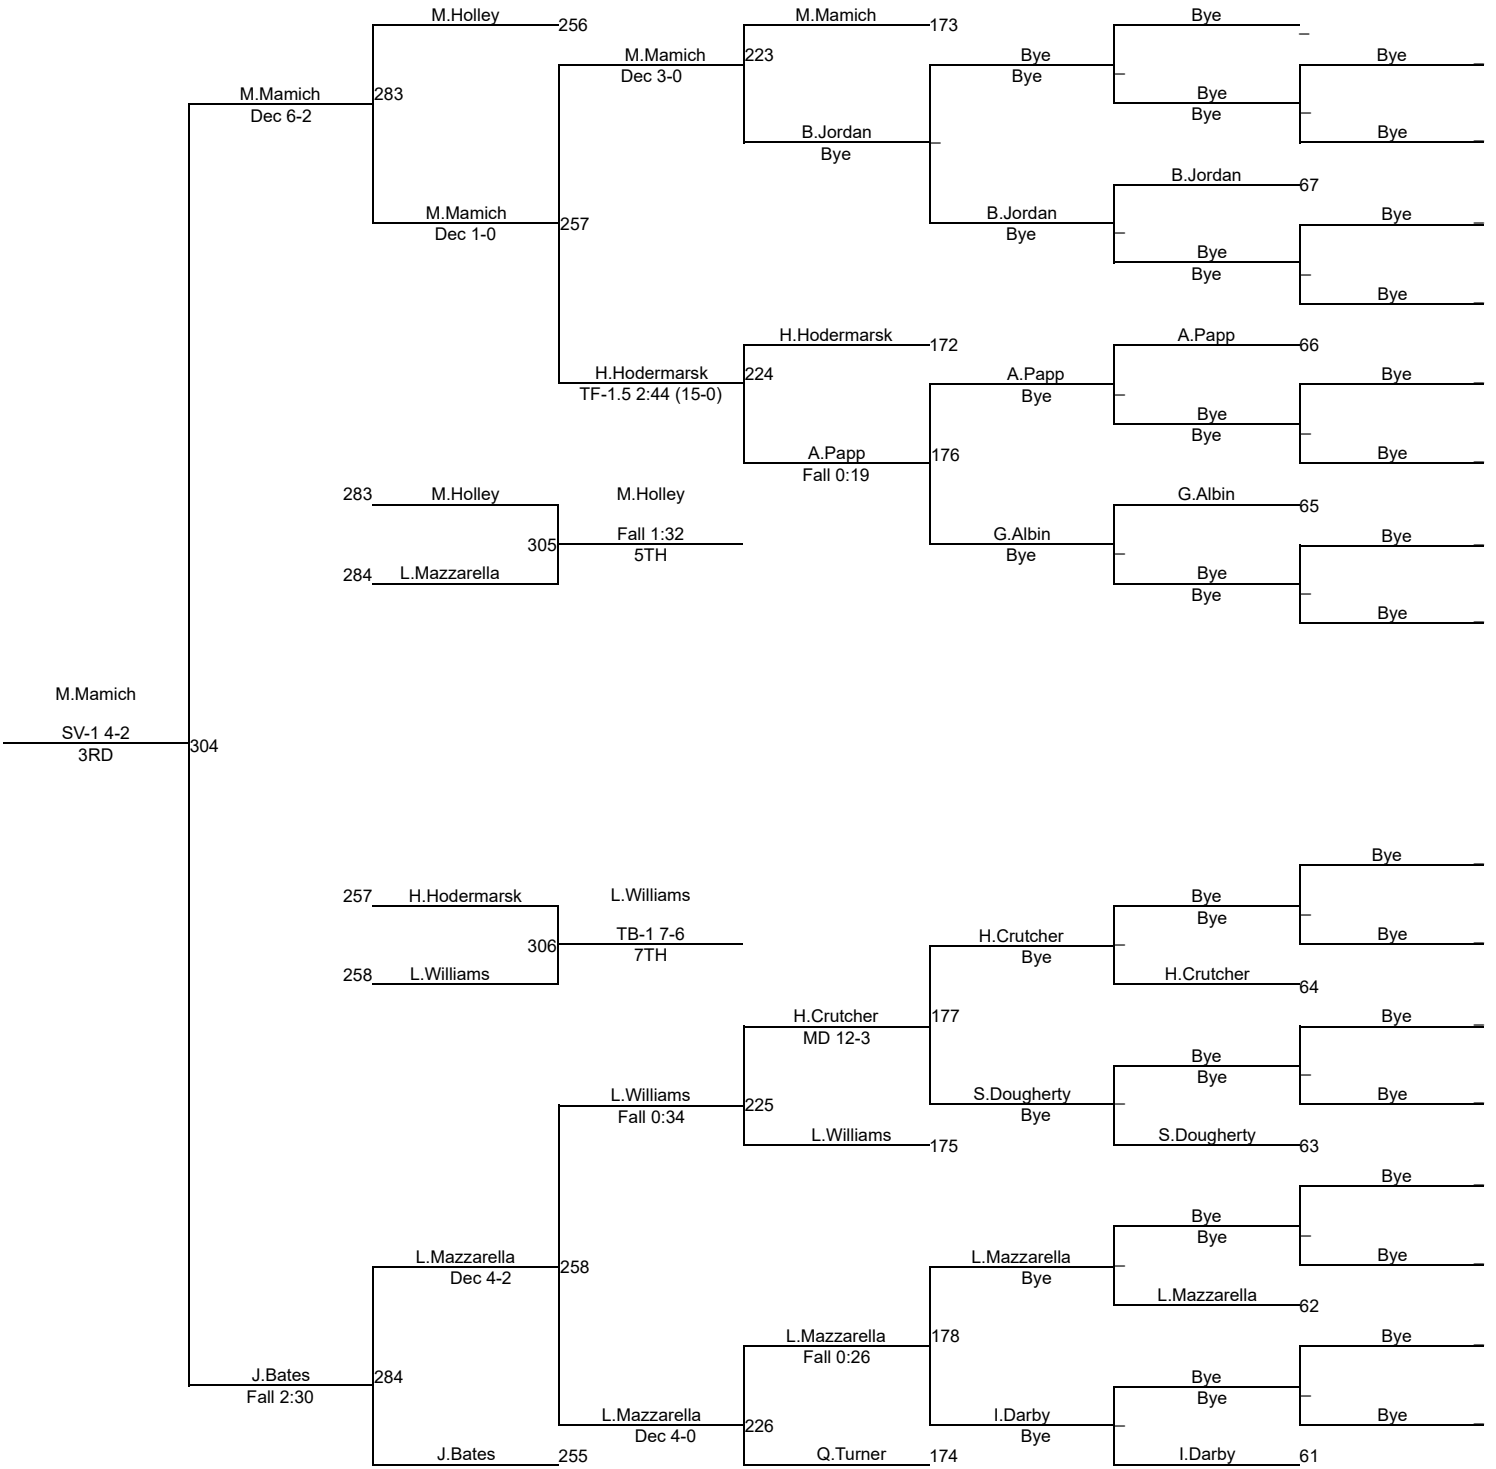 M.Holley
256
M.Mamich
173
Bye
_
M.Mamich
Dec 3-0
223
Bye
Bye
_
Bye
_
M.Mamich
Dec 6-2
283
Bye
Bye
_
B.Jordan
Bye
_
Bye
_
B.Jordan
67
M.Mamich
Dec 1-0
257
B.Jordan
Bye
_
Bye
_
Bye
Bye
_
Bye
_
H.Hodermarsk
172
A.Papp
66
H.Hodermarsk
TF-1.5 2:44 (15-0)
224
A.Papp
Bye
_
Bye
_
Bye
Bye
_
A.Papp
Fall 0:19
176
Bye
_
283
M.Holley
M.Holley
G.Albin
65
305
Fall 1:32
5TH
G.Albin
Bye
_
Bye
_
284
L.Mazzarella
Bye
Bye
_
Bye
_
M.Mamich
SV-1 4-2
3RD
304
Bye
_
257
H.Hodermarsk
L.Williams
Bye
Bye
_
306
TB-1 7-6
7TH
H.Crutcher
Bye
_
Bye
_
258
L.Williams
H.Crutcher
64
H.Crutcher
MD 12-3
177
Bye
_
Bye
Bye
_
L.Williams
Fall 0:34
225
S.Dougherty
Bye
_
Bye
_
L.Williams
175
S.Dougherty
63
Bye
_
Bye
Bye
_
L.Mazzarella
Dec 4-2
258
L.Mazzarella
Bye
_
Bye
_
L.Mazzarella
62
L.Mazzarella
Fall 0:26
178
Bye
_
J.Bates
Fall 2:30
284
Bye
Bye
_
L.Mazzarella
Dec 4-0
226
I.Darby
Bye
_
Bye
_
J.Bates
255
Q.Turner
174
I.Darby
61